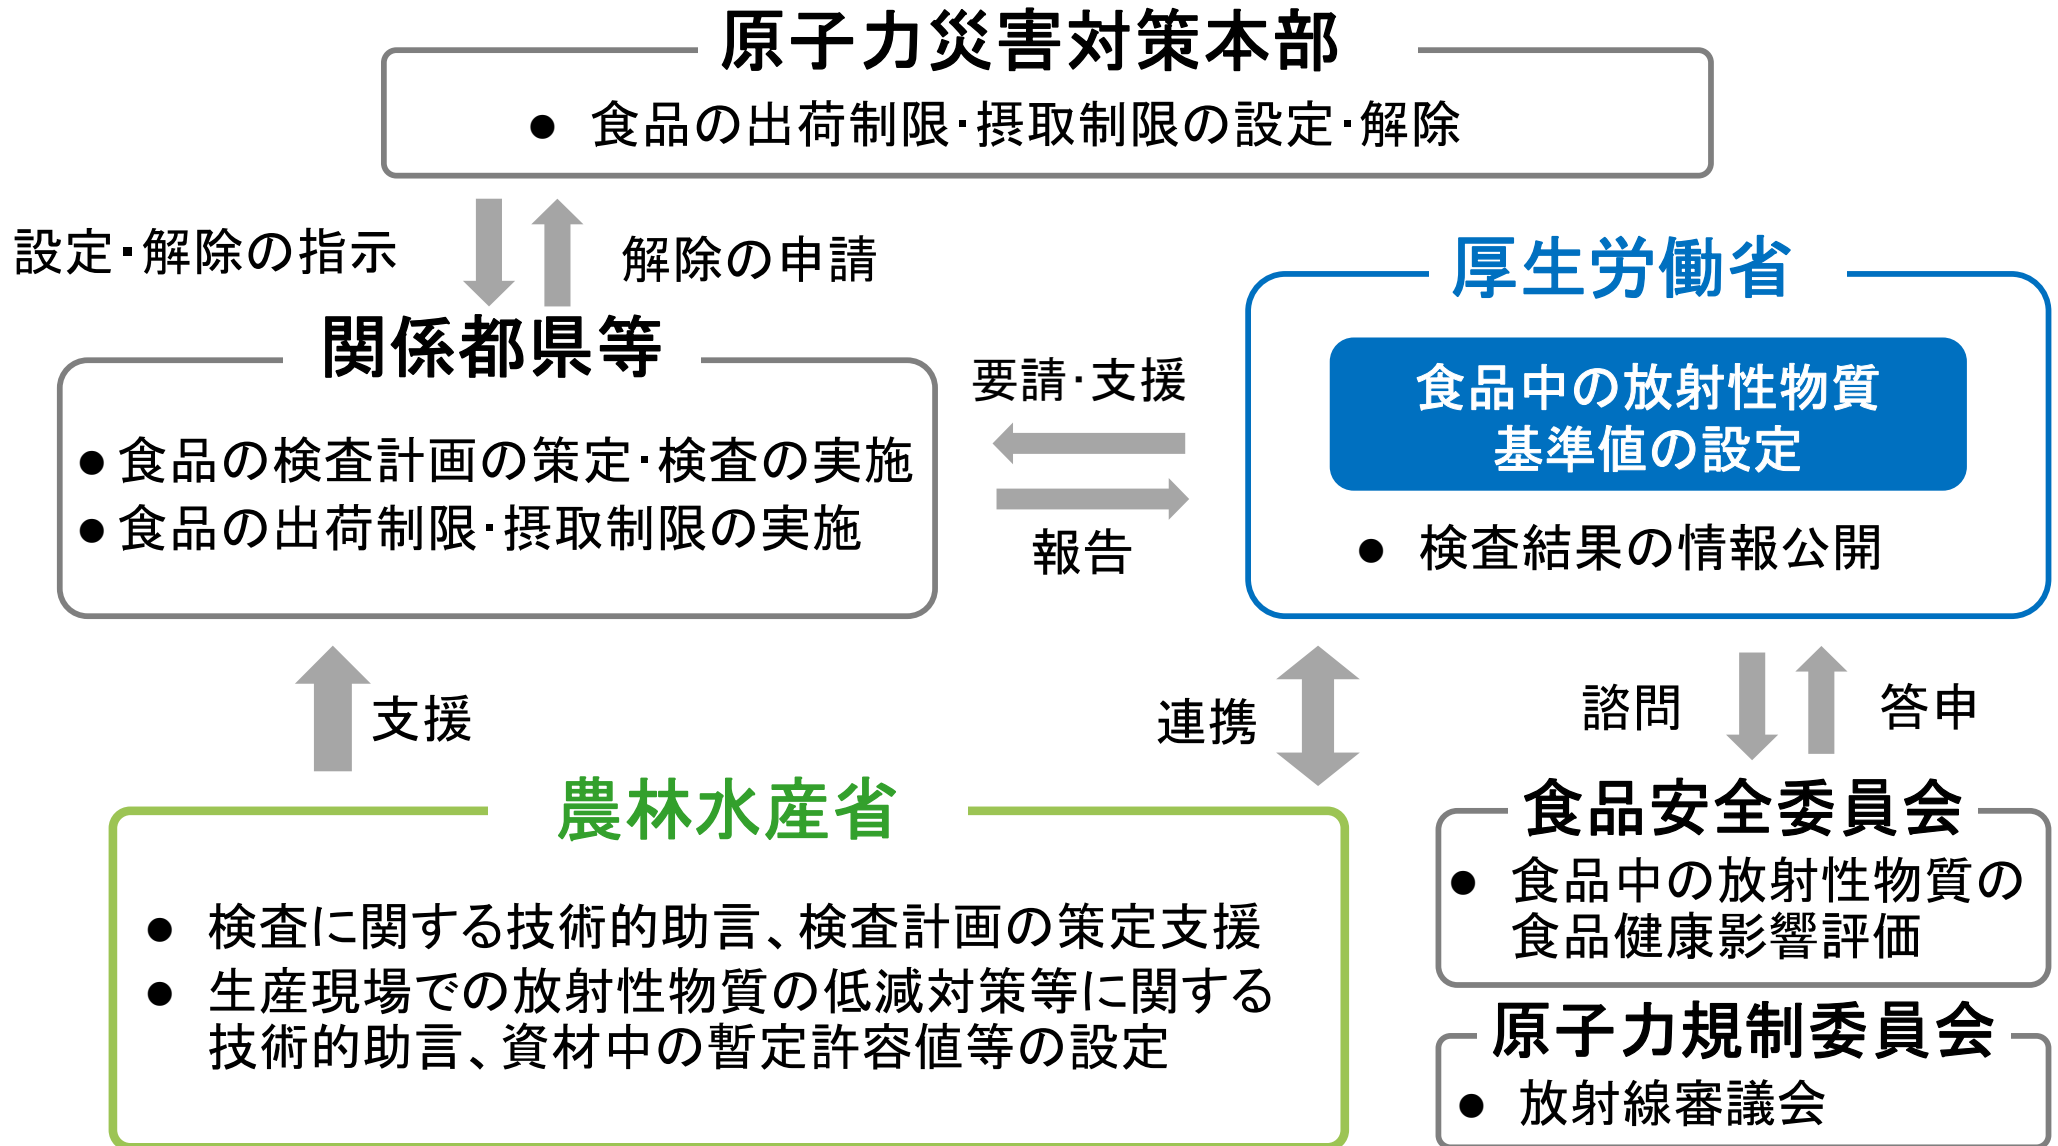 原子力災害対策本部
● 食品の出荷制限・摂取制限の設定・解除
設定・解除の指示
解除の申請
関係都県等
● 食品の検査計画の策定・検査の実施
● 食品の出荷制限・摂取制限の実施
要請・支援
報告
厚生労働省
食品中の放射性物質
基準値の設定
● 検査結果の情報公開
支援
連携
諮問
答申
農林水産省
● 検査に関する技術的助言、検査計画の策定支援
● 生産現場での放射性物質の低減対策等に関する
技術的助言、資材中の暫定許容値等の設定
食品安全委員会
● 食品中の放射性物質の
食品健康影響評価
原子力規制委員会
● 放射線審議会